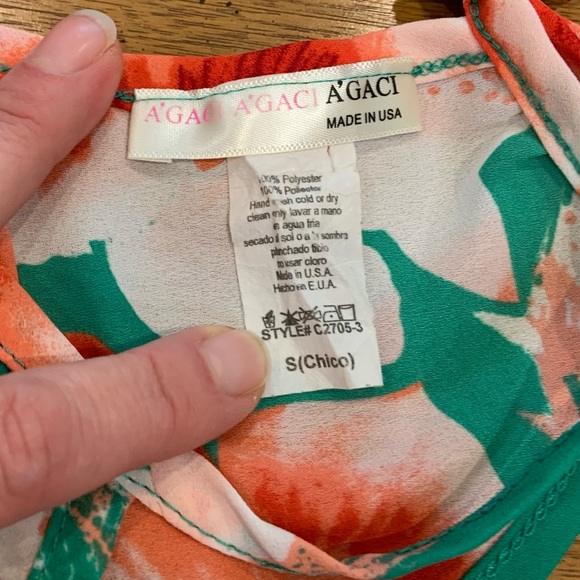 A'GACI A'GACI A'GACI
MADE IN USA
100% Polyester
100% Poliester
Hand wash cold or dry
clean only lavar a mano
en agua fria
secado al sol o a la sombra
planchado tibio
no usar cloro
Made in U.S.A.
Hecho en E.U.A.
STYLE# C2705-3
S(Chico)